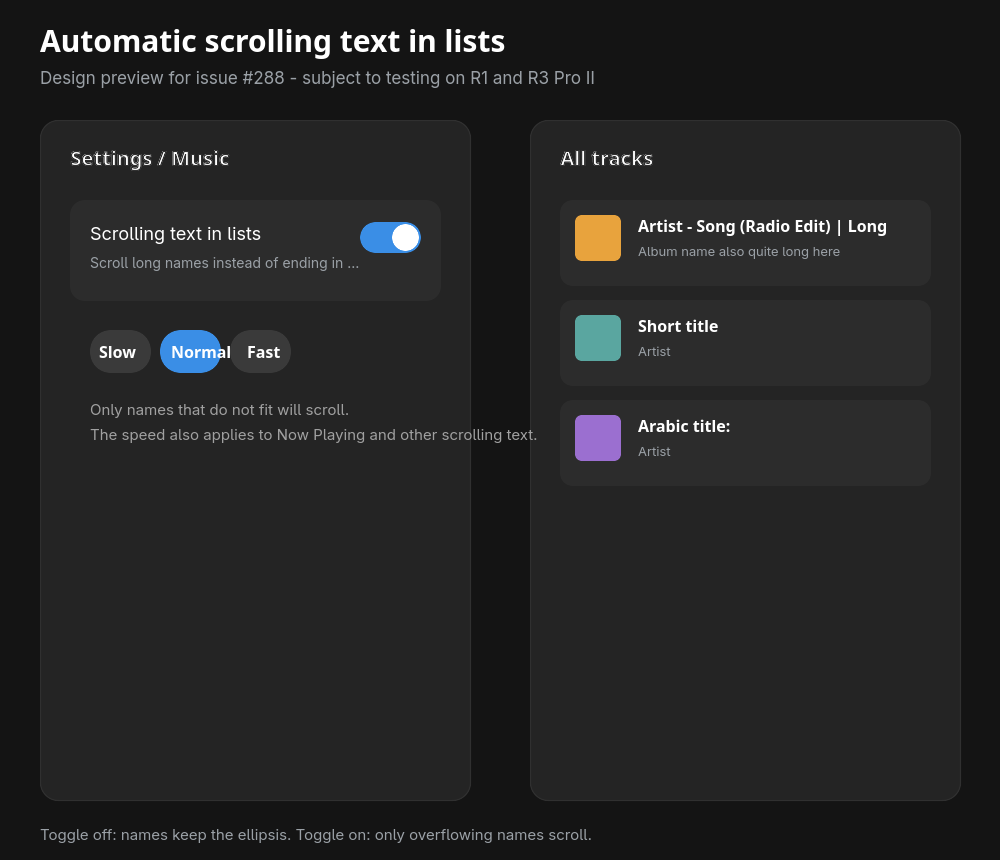 Automatic scrolling text in lists
Design preview for issue #288 - subject to testing on R1 and R3 Pro II
Settings / Music
Scrolling text in lists
Scroll long names instead of ending in ...
Slow Normal Fast
Only names that do not fit will scroll.
The speed also applies to Now Playing and other scrolling text.
All tracks
Artist - Song (Radio Edit) | Long
Album name also quite long here
Short title
Artist
Arabic title:
Artist
Toggle off: names keep the ellipsis. Toggle on: only overflowing names scroll.